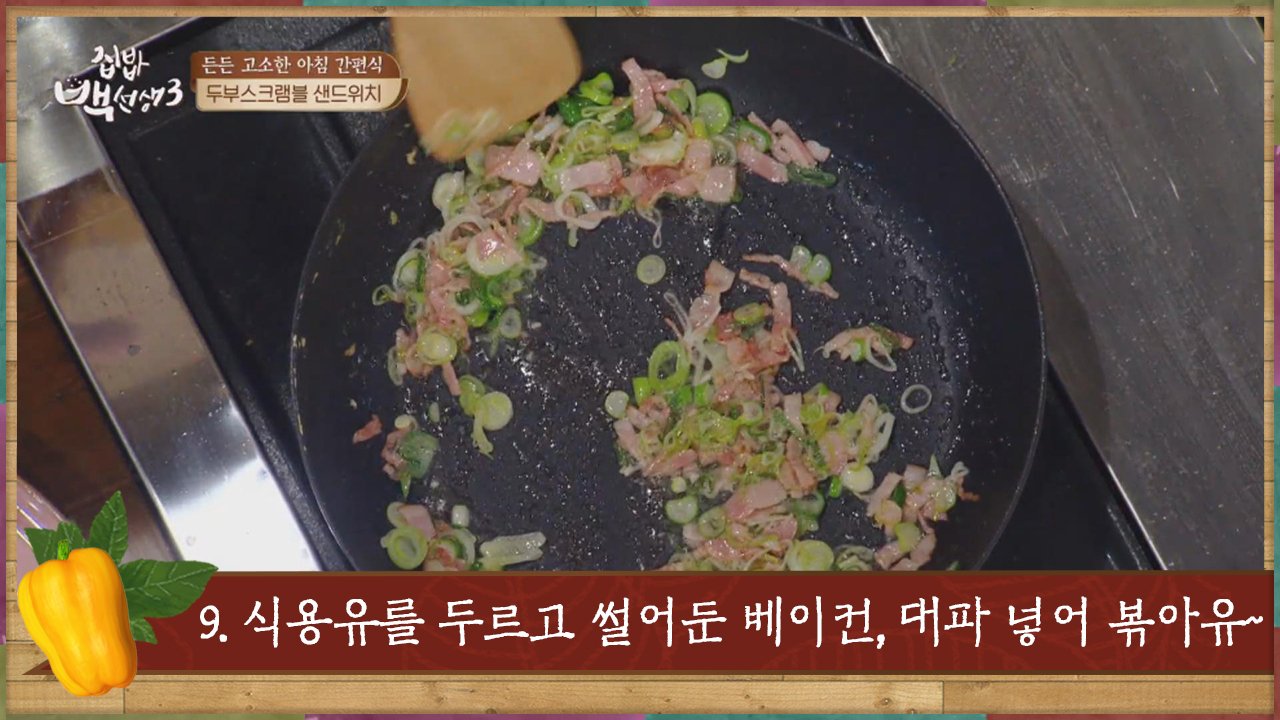 집밥
백선생3
든든 고소한 아침 간편식
두부스크램블 샌드위치
9. 식용유를 두르고 썰어둔 베이컨, 대파 넣어 볶아유~